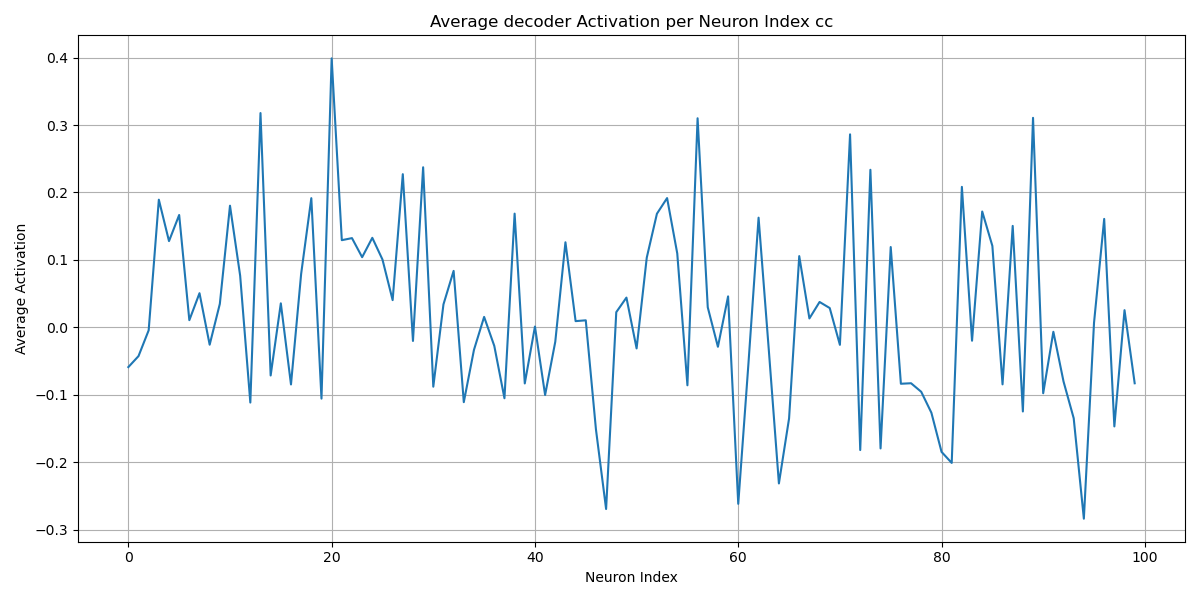 Average decoder Activation per Neuron Index cc
0.4
0.3
0.2
0.1
0.0
−0.1
−0.2
−0.3
Average Activation
0 20 40 60 80 100
Neuron Index